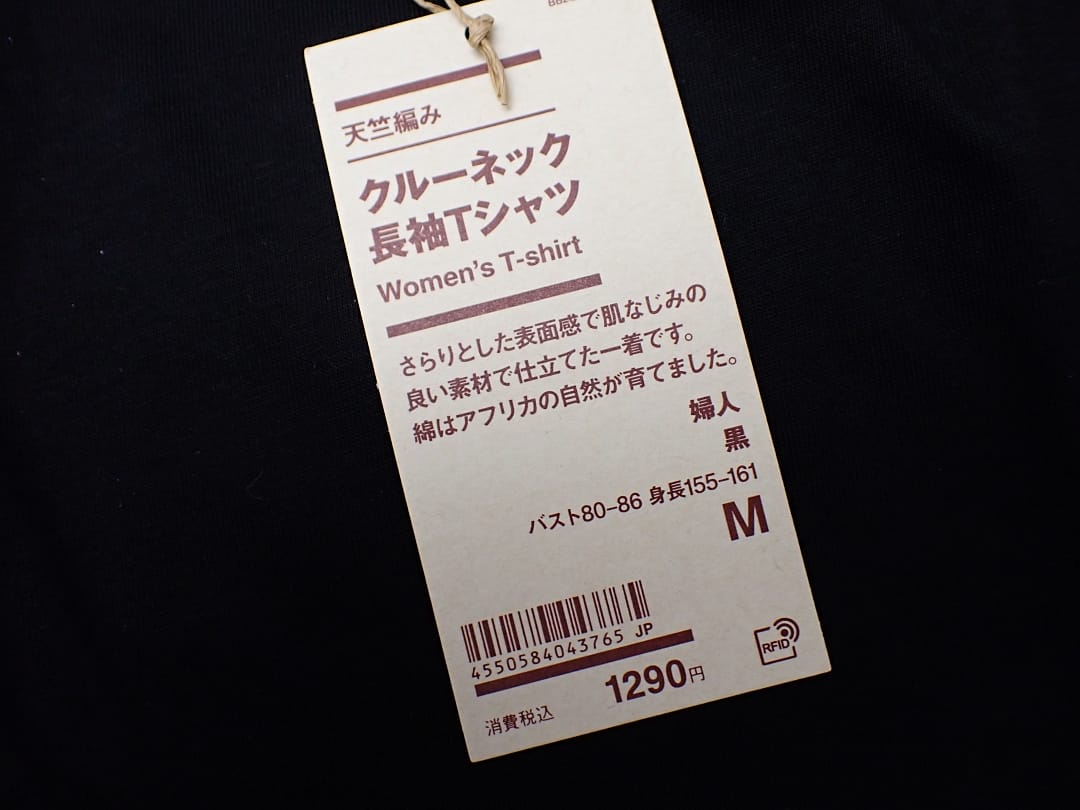 天竺編み
クルーネック
長袖Tシャツ
Women's T-shirt
さらりとした表面感で肌なじみの
良い素材で仕立てた一着です。
綿はアフリカの自然が育てました。
婦人
黒
バスト80-86 身長155-161
M
4550584043765 JP
RFID
1290円
消費税込